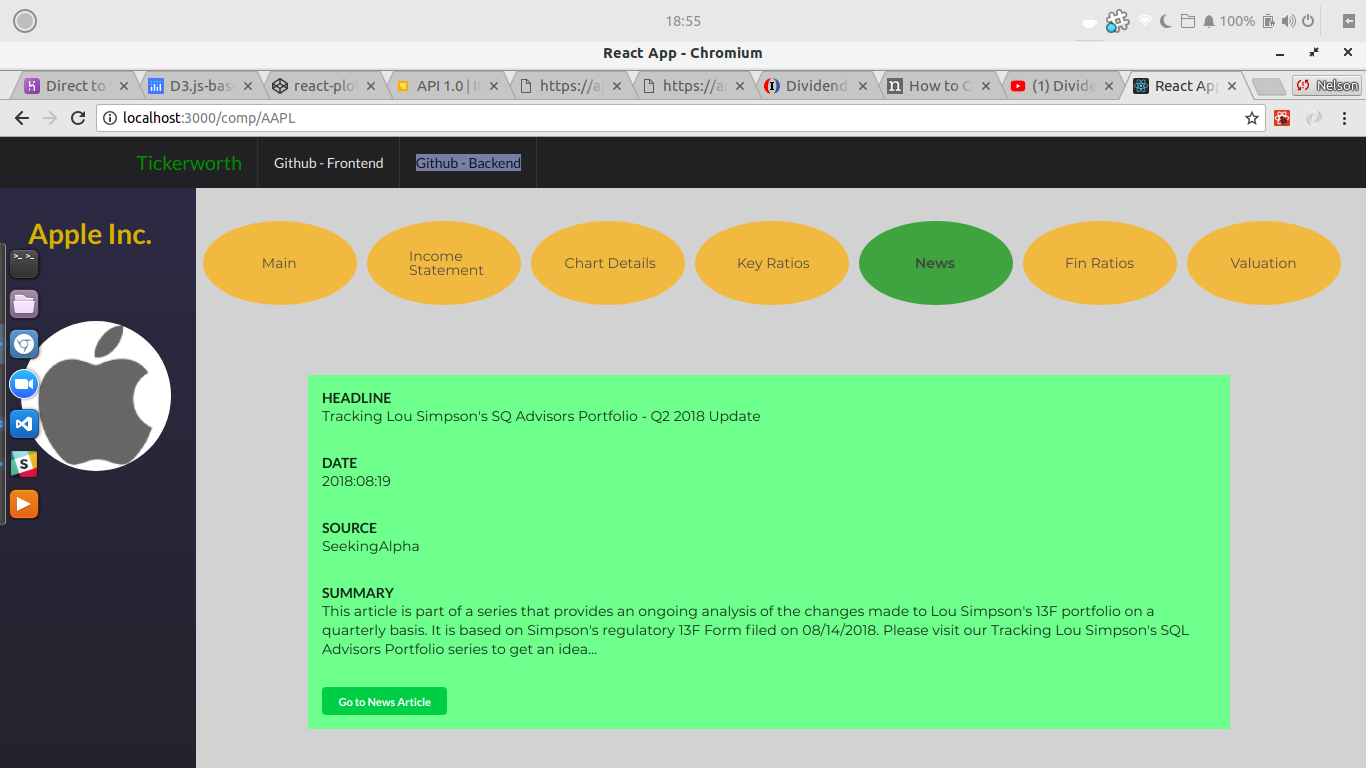 18:55
100%
React App - Chromium
Direct to
D3.js-bas
react-plo
API 1.0 | I
https://a
https://a
Dividend
How to C
(1) Divide
React Ap
Nelson
localhost:3000/comp/AAPL
Tickerworth
Github - Frontend
Github - Backend
Apple Inc.
Main
Income
Statement
Chart Details
Key Ratios
News
Fin Ratios
Valuation
HEADLINE
Tracking Lou Simpson's SQ Advisors Portfolio - Q2 2018 Update
DATE
2018:08:19
SOURCE
SeekingAlpha
SUMMARY
This article is part of a series that provides an ongoing analysis of the changes made to Lou Simpson's 13F portfolio on a
quarterly basis. It is based on Simpson's regulatory 13F Form filed on 08/14/2018. Please visit our Tracking Lou Simpson's SQL
Advisors Portfolio series to get an idea...
Go to News Article